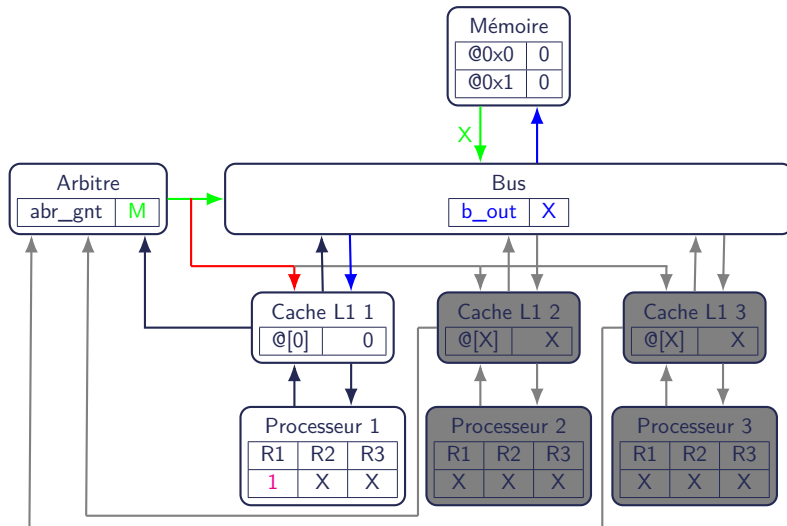 Mémoire
@0x0 0
@0x1 0
X
Arbitre
abr_gnt M
Bus
b_out X
Cache L1 1
@[0] 0
Cache L1 2
@[X] X
Cache L1 3
@[X] X
Processeur 1
R1 R2 R3
1 X X
Processeur 2
R1 R2 R3
X X X
Processeur 3
R1 R2 R3
X X X